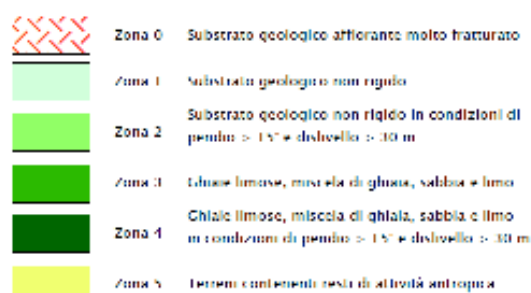 Zona 0 Substrato geologico affiorante molto fratturato
Zona 1 Substrato geologico non rigido
Zona 2 Substrato geologico non rigido in condizioni di
pendio > 15° e dislivello > 30 m
Zona 3 Ghiaie limose, miscela di ghiaia, sabbia e limo
Zona 4 Ghiaie limose, miscela di ghiaia, sabbia e limo
in condizioni di pendio > 15° e dislivello > 30 m
Zona 5 Terreni contenenti resti di attività antropica